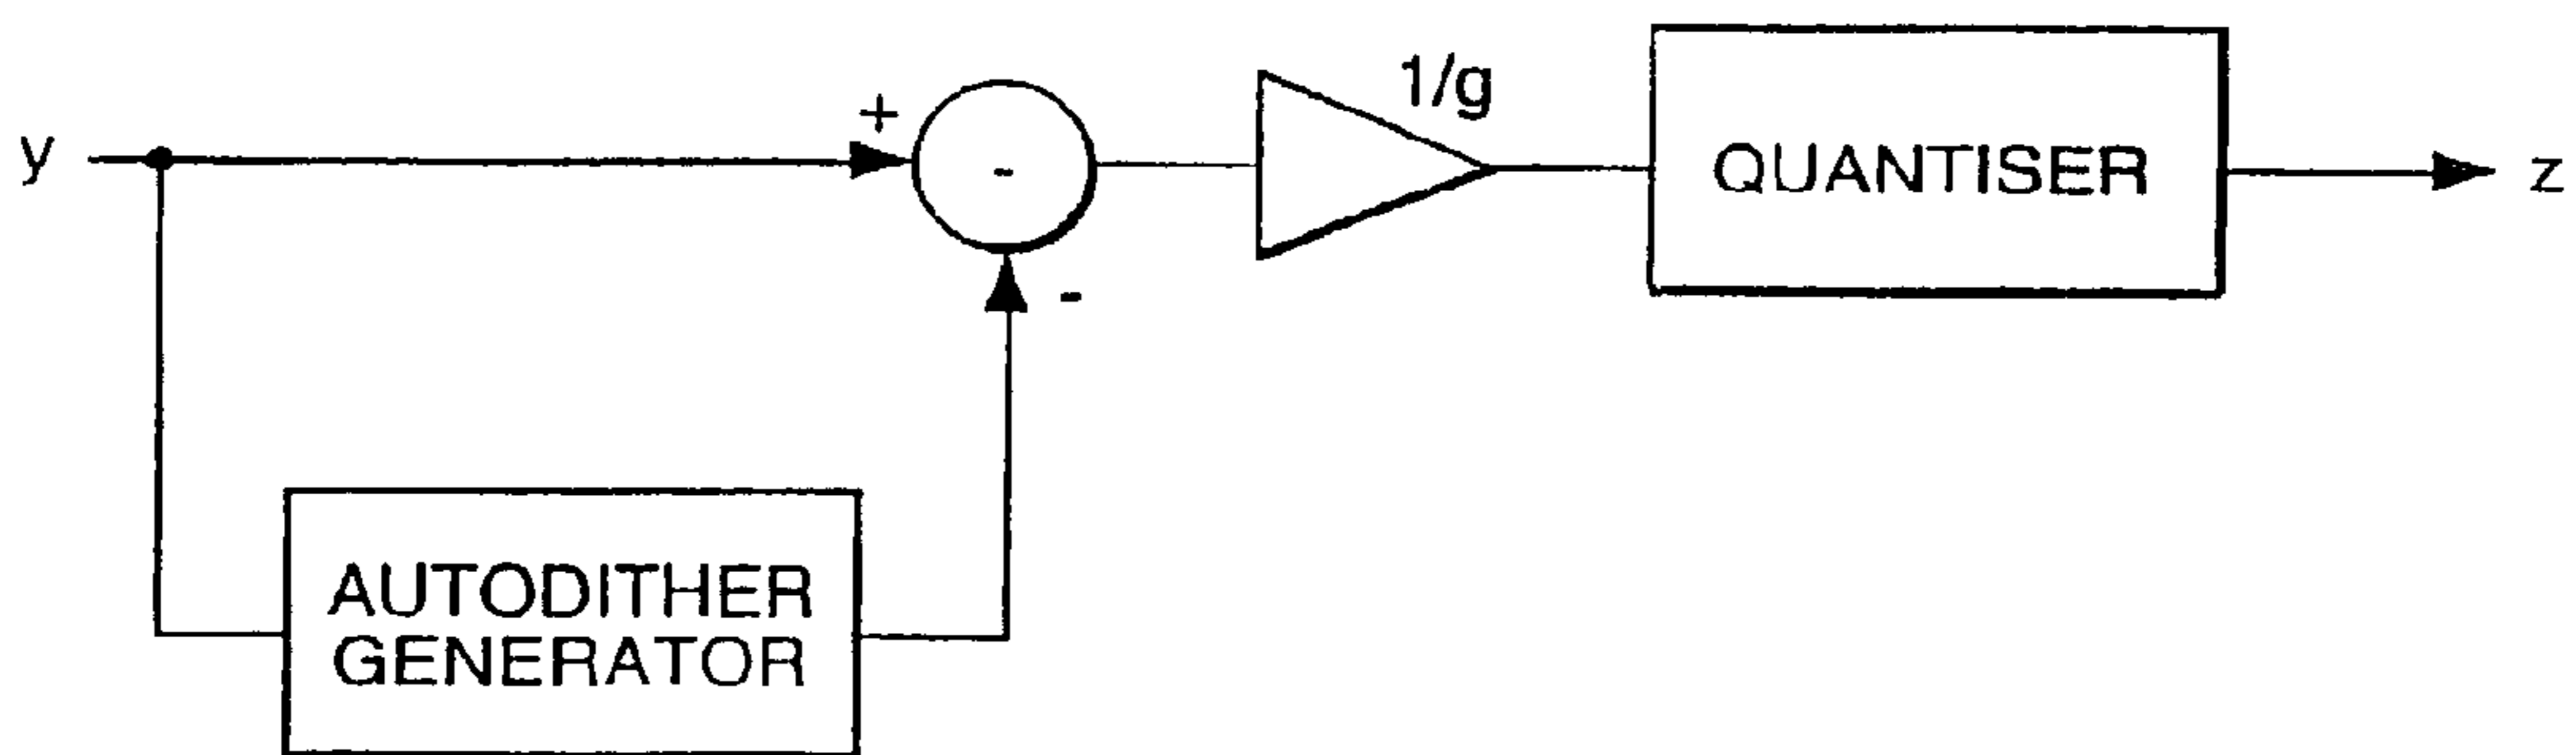 y
+
-
-
1/g
QUANTISER
z
AUTODITHER
GENERATOR